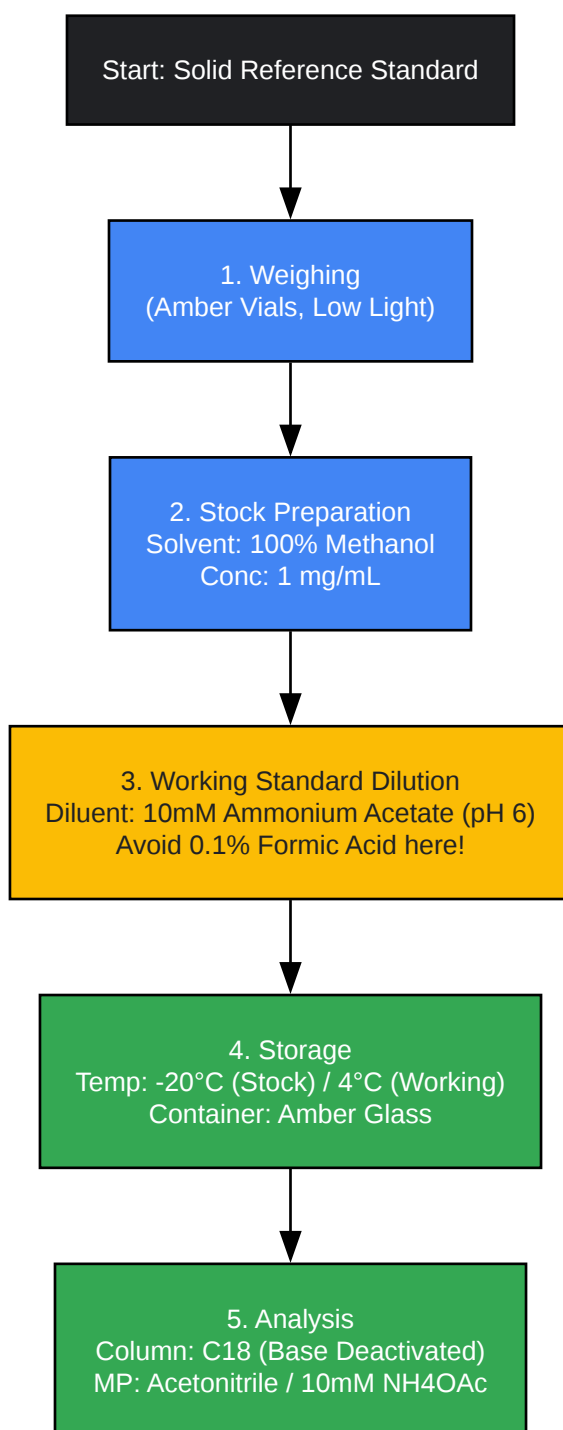 Start: Solid Reference Standard
1. Weighing
(Amber Vials, Low Light)
2. Stock Preparation
Solvent: 100% Methanol
Conc: 1 mg/mL
3. Working Standard Dilution
Diluent: 10mM Ammonium Acetate (pH 6)
Avoid 0.1% Formic Acid here!
4. Storage
Temp: -20°C (Stock) / 4°C (Working)
Container: Amber Glass
5. Analysis
Column: C18 (Base Deactivated)
MP: Acetonitrile / 10mM NH4OAc